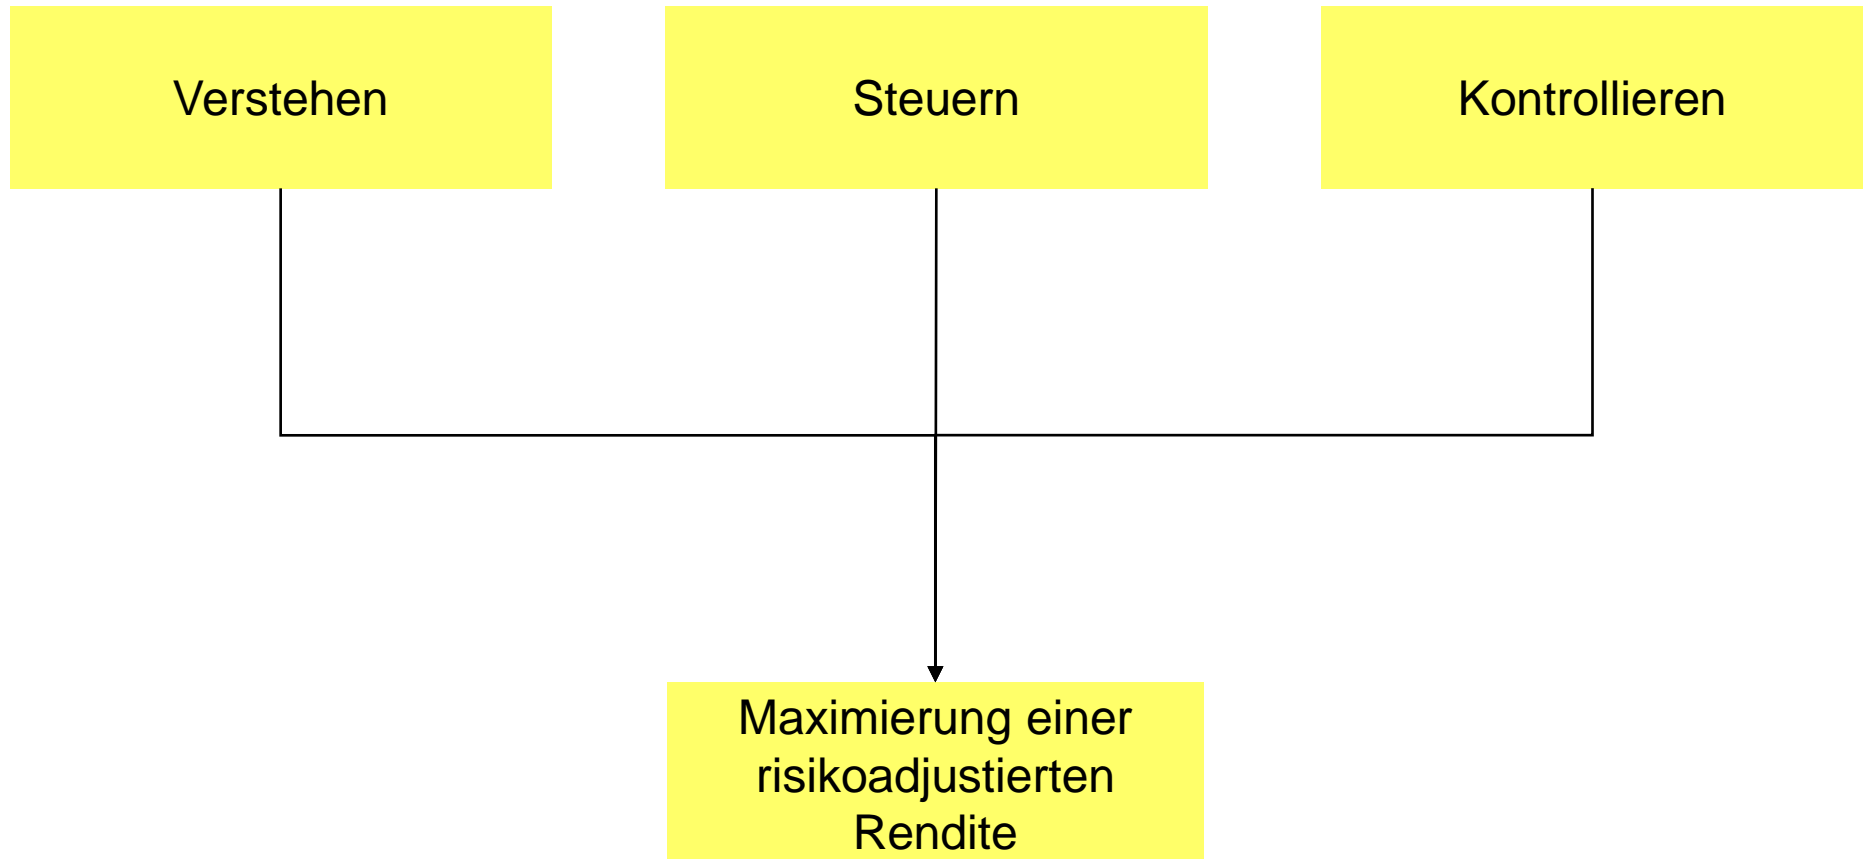 Verstehen
Steuern
Kontrollieren
Maximierung einer
risikoadjustierten
Rendite